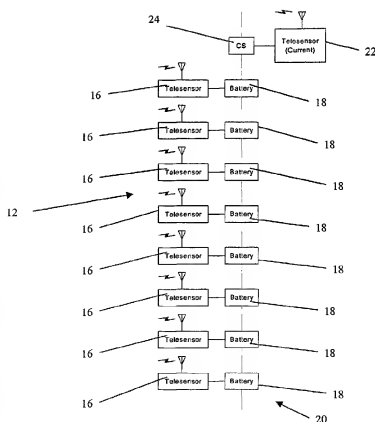 24
CS
Telesensor
(Current)
22
16
Telesensor
Battery
18
16
Telesensor
Battery
18
16
Telesensor
Battery
18
12
16
Telesensor
Battery
18
16
Telesensor
Battery
18
16
Telesensor
Battery
18
16
Telesensor
Battery
18
16
Telesensor
Battery
18
20